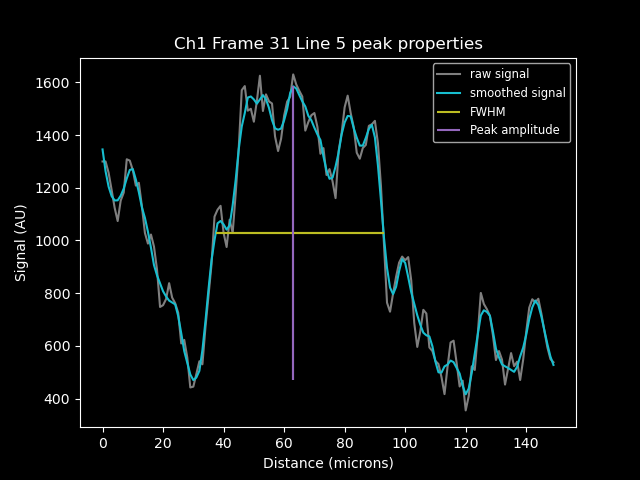 Ch1 Frame 31 Line 5 peak properties
raw signal
smoothed signal
FWHM
Peak amplitude
Signal (AU)
1600
1400
1200
1000
800
600
400
0 20 40 60 80 100 120 140
Distance (microns)